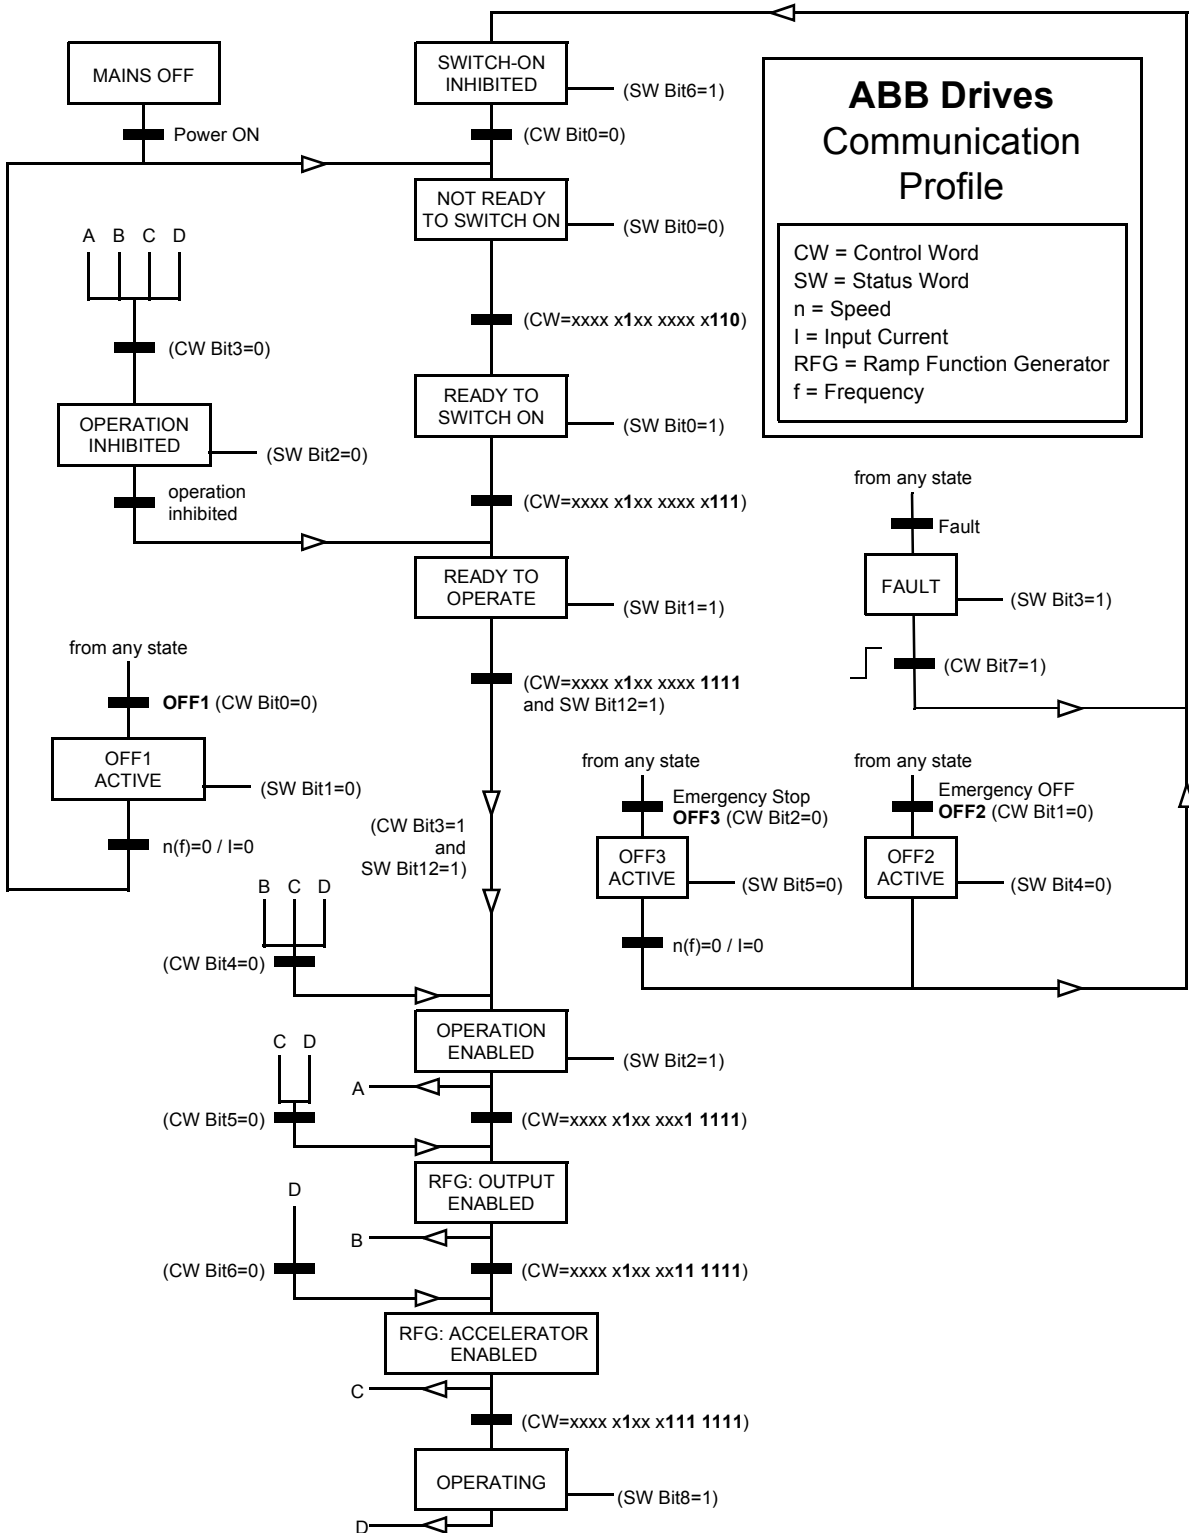 MAINS OFF
Power ON
SWITCH-ON
INHIBITED
(SW Bit6=1)
(CW Bit0=0)
ABB Drives
Communication
Profile
CW = Control Word
SW = Status Word
n = Speed
I = Input Current
RFG = Ramp Function Generator
f = Frequency
NOT READY
TO SWITCH ON
(SW Bit0=0)
A B C D
(CW Bit3=0)
(CW=xxxx x1xx xxxx x110)
OPERATION
INHIBITED
(SW Bit2=0)
operation
inhibited
READY TO
SWITCH ON
(SW Bit0=1)
(CW=xxxx x1xx xxxx x111)
from any state
Fault
FAULT
(SW Bit3=1)
(CW Bit7=1)
READY TO
OPERATE
(SW Bit1=1)
(CW=xxxx x1xx xxxx 1111
and SW Bit12=1)
from any state
OFF1 (CW Bit0=0)
OFF1
ACTIVE
(SW Bit1=0)
n(f)=0 / I=0
(CW Bit3=1
and
SW Bit12=1)
from any state
Emergency Stop
OFF3 (CW Bit2=0)
OFF3
ACTIVE
(SW Bit5=0)
n(f)=0 / I=0
from any state
Emergency OFF
OFF2 (CW Bit1=0)
OFF2
ACTIVE
(SW Bit4=0)
B C D
(CW Bit4=0)
OPERATION
ENABLED
(SW Bit2=1)
A
C D
(CW Bit5=0)
(CW=xxxx x1xx xxx1 1111)
RFG: OUTPUT
ENABLED
B
D
(CW Bit6=0)
(CW=xxxx x1xx xx11 1111)
RFG: ACCELERATOR
ENABLED
C
(CW=xxxx x1xx x111 1111)
OPERATING
(SW Bit8=1)
D